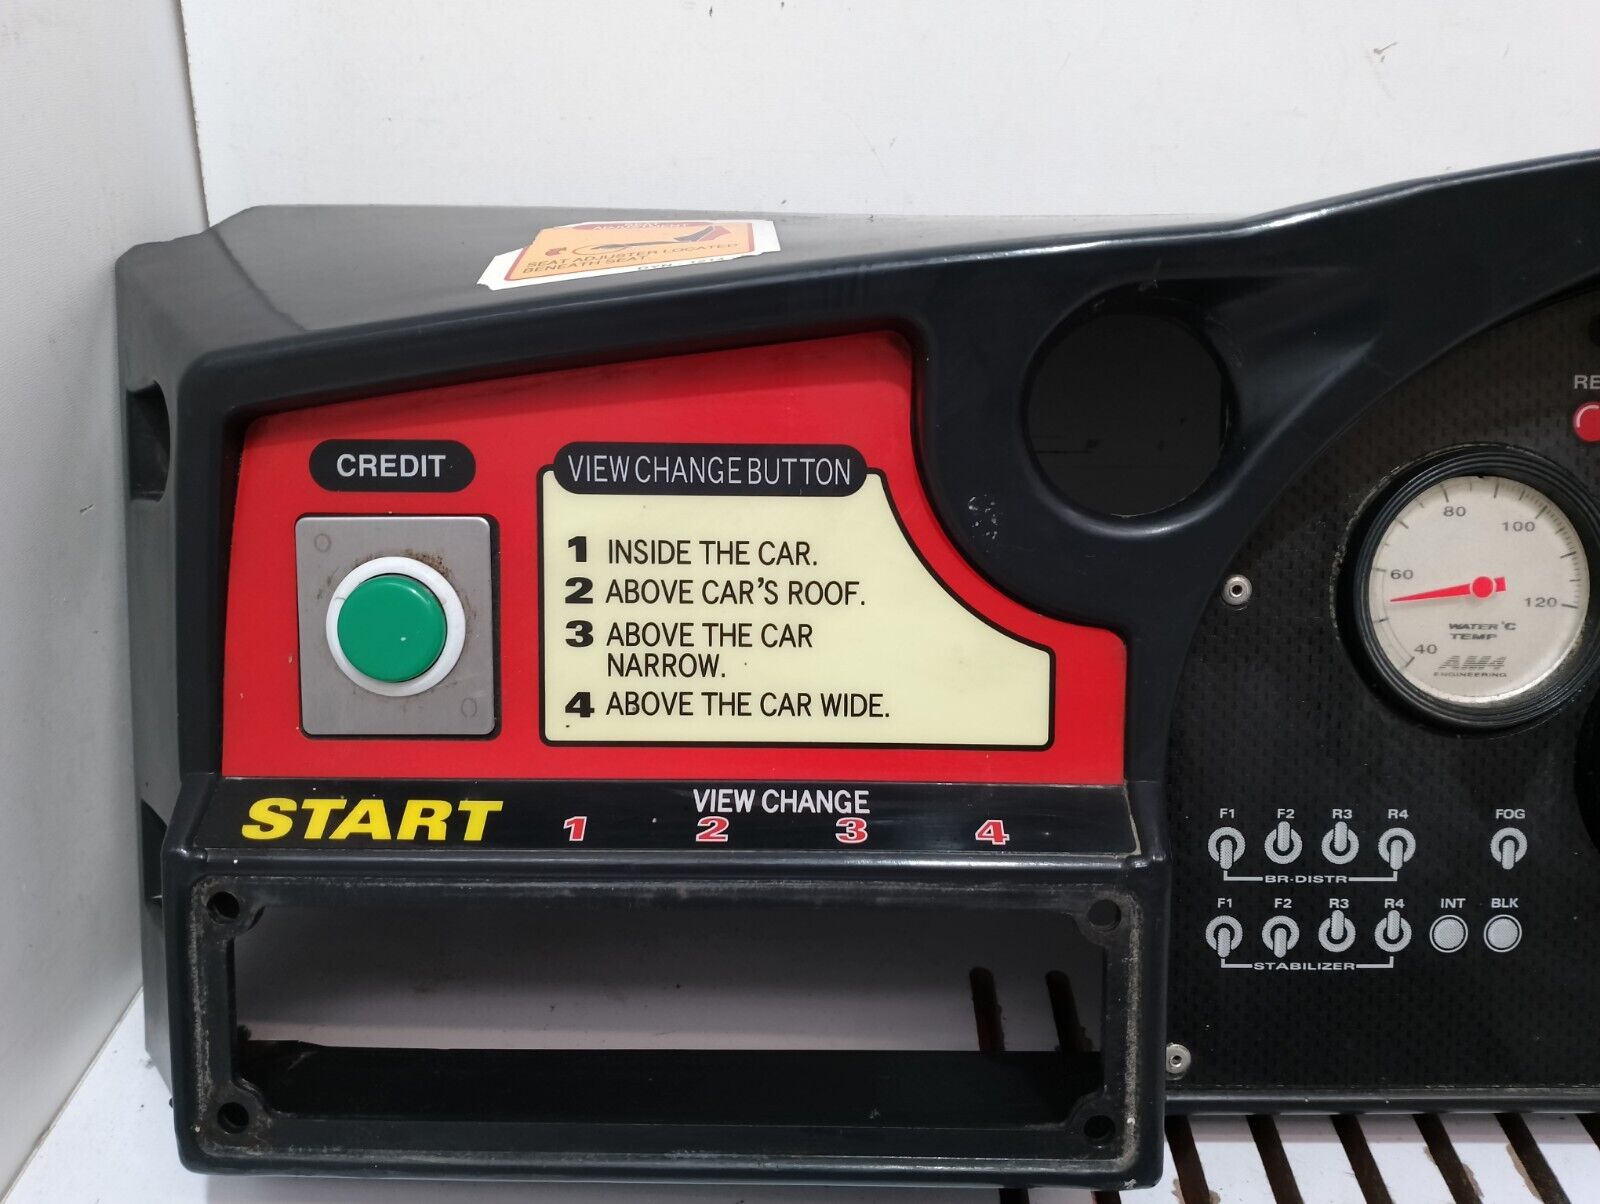 SEAT ADJUSTER LOCATED
BENEATH SEAT
CREDIT
VIEW CHANGE BUTTON
1 INSIDE THE CAR.
2 ABOVE CAR'S ROOF.
3 ABOVE THE CAR
NARROW.
4 ABOVE THE CAR WIDE.
START
VIEW CHANGE
1 2 3 4
RE
80 100
60 120
40
WATER °C
TEMP
AM4
ENGINEERING
F1 F2 R3 R4 FOG
BR-DISTR
F1 F2 R3 R4 INT BLK
STABILIZER